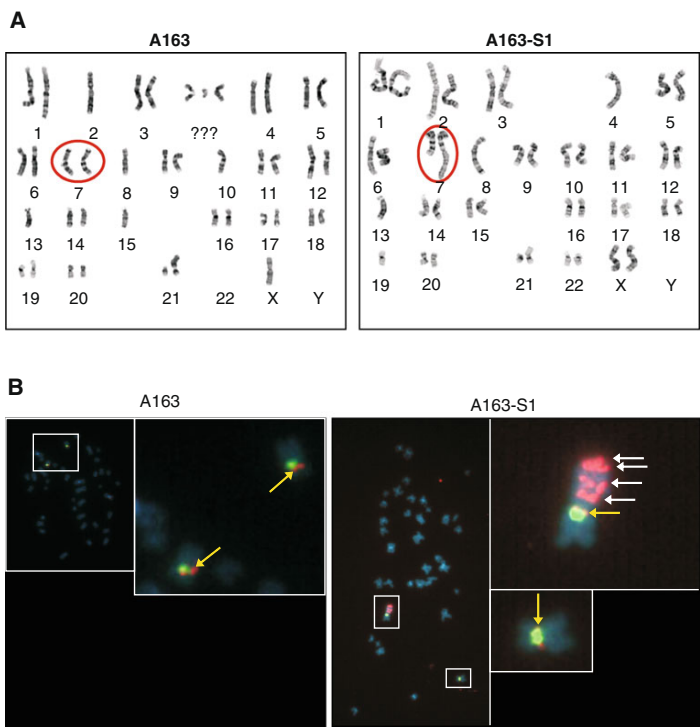 A
A163
A163-S1
1 2 3 ??? 4 5
6 7 8 9 10 11 12
13 14 15 16 17 18
19 20 21 22 X Y
1 2 3 4 5
6 7 8 9 10 11 12
13 14 15 16 17 18
19 20 21 22 X Y
B
A163
A163-S1